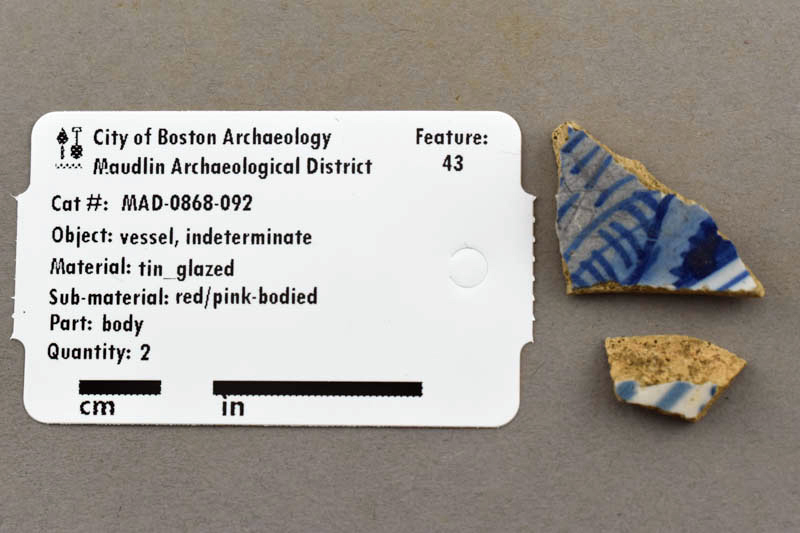 City of Boston Archaeology
Maudlin Archaeological District
Feature:
43
Cat #: MAD-0868-092
Object: vessel, indeterminate
Material: tin_glazed
Sub-material: red/pink-bodied
Part: body
Quantity: 2
cm
in